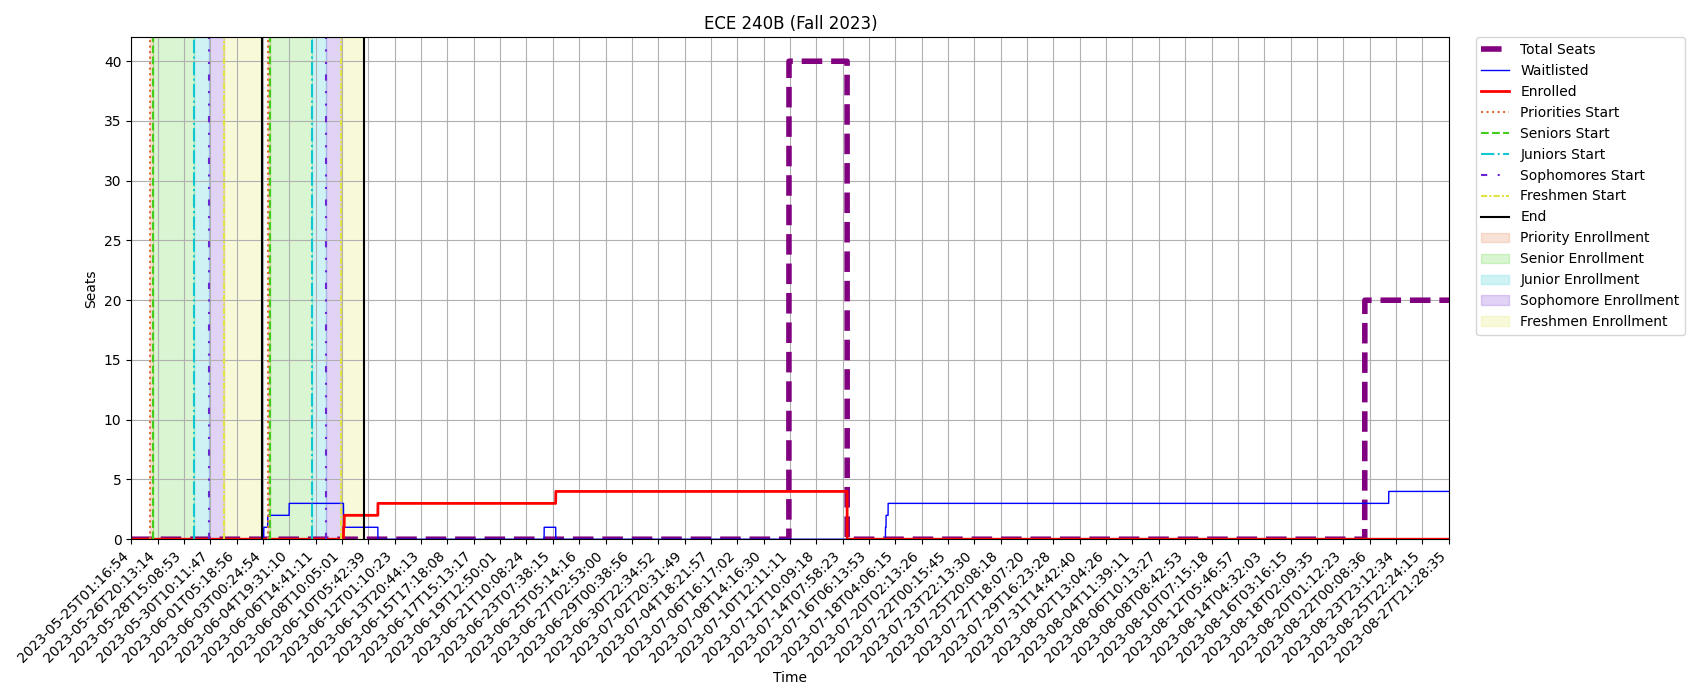 ECE 240B (Fall 2023)
Seats
40
35
30
25
20
15
10
5
0
2023-05-25T01:16:54
2023-05-26T20:13:14
2023-05-28T15:08:53
2023-05-30T10:11:47
2023-06-01T05:18:56
2023-06-03T00:24:54
2023-06-04T19:31:10
2023-06-06T14:41:11
2023-06-08T10:05:01
2023-06-10T05:42:39
2023-06-12T01:10:23
2023-06-13T20:44:13
2023-06-15T17:18:08
2023-06-17T15:13:17
2023-06-19T12:50:01
2023-06-21T10:08:24
2023-06-23T07:38:15
2023-06-25T05:14:16
2023-06-27T02:53:00
2023-06-29T00:38:56
2023-06-30T22:34:52
2023-07-02T20:31:49
2023-07-04T18:21:57
2023-07-06T16:17:02
2023-07-08T14:16:30
2023-07-10T12:11:11
2023-07-12T10:09:18
2023-07-14T07:58:23
2023-07-16T06:13:53
2023-07-18T04:06:15
2023-07-20T02:13:26
2023-07-22T00:15:45
2023-07-23T22:13:30
2023-07-25T20:08:18
2023-07-27T18:07:20
2023-07-29T16:23:28
2023-07-31T14:42:40
2023-08-02T13:04:26
2023-08-04T11:39:11
2023-08-06T10:13:27
2023-08-08T08:42:53
2023-08-10T07:15:18
2023-08-12T05:46:57
2023-08-14T04:32:03
2023-08-16T03:16:15
2023-08-18T02:09:35
2023-08-20T01:12:23
2023-08-22T00:08:36
2023-08-23T23:12:34
2023-08-25T22:24:15
2023-08-27T21:28:35
Time
Total Seats
Waitlisted
Enrolled
Priorities Start
Seniors Start
Juniors Start
Sophomores Start
Freshmen Start
End
Priority Enrollment
Senior Enrollment
Junior Enrollment
Sophomore Enrollment
Freshmen Enrollment